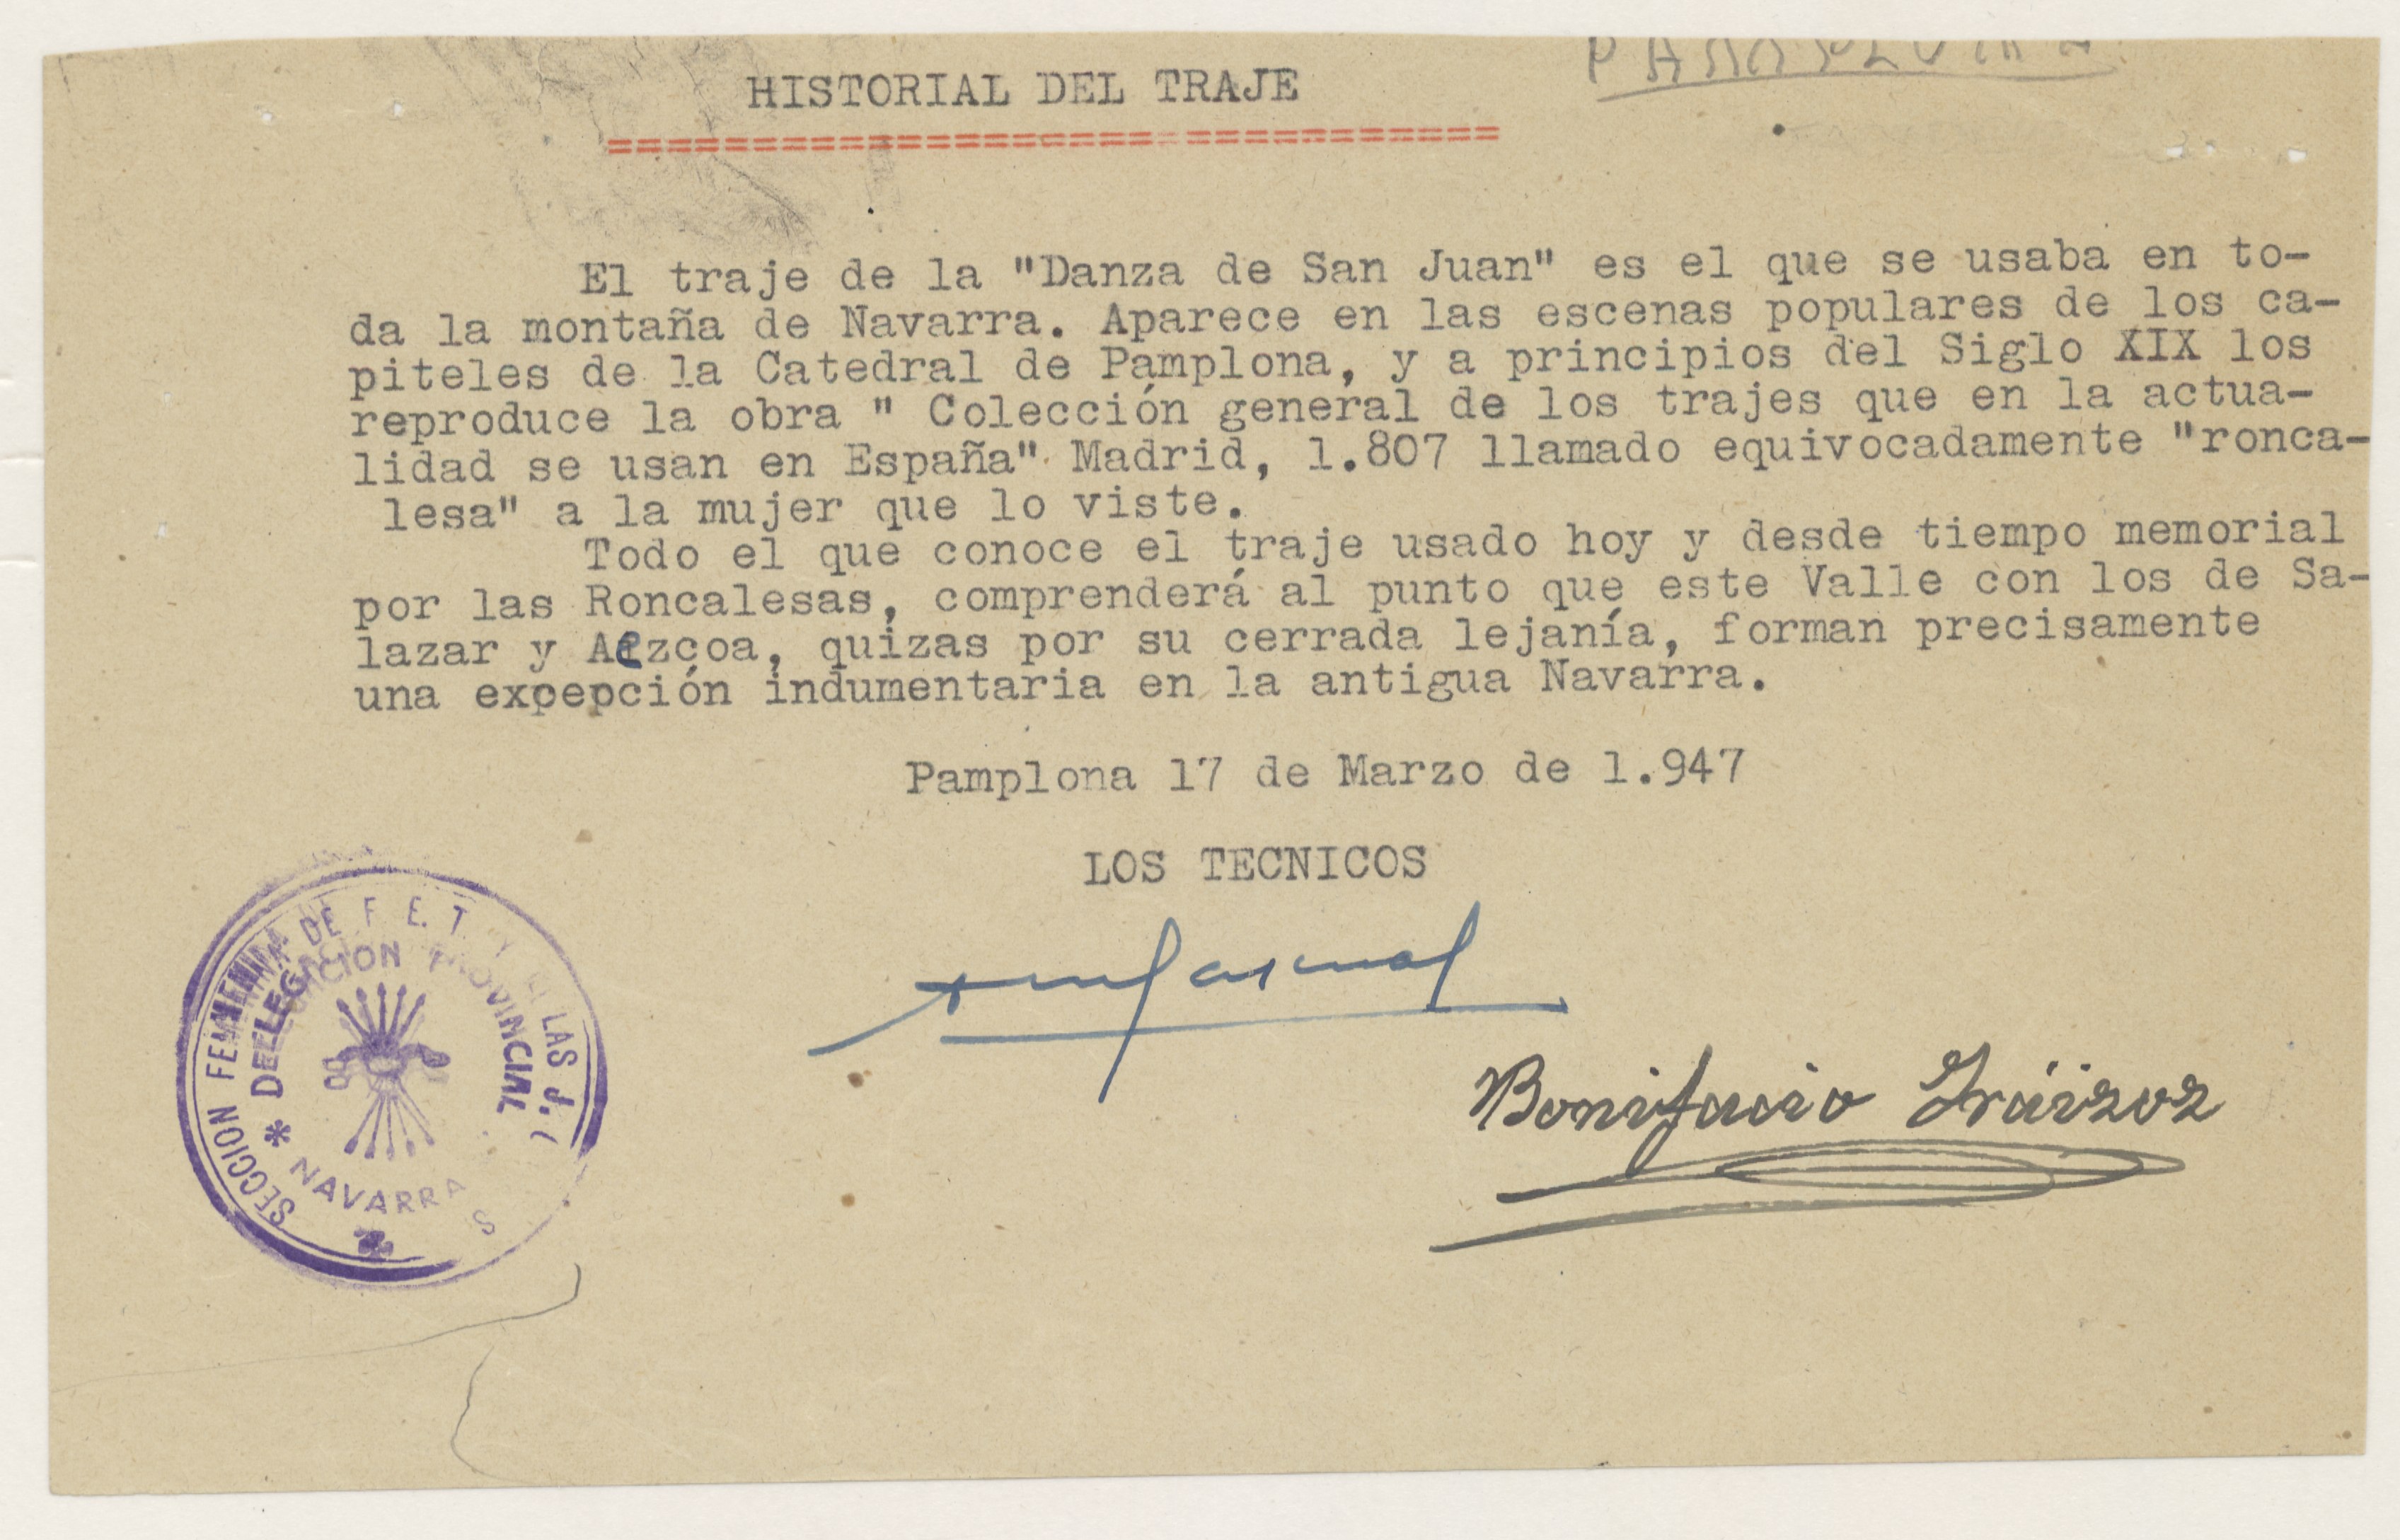 PAMPLONA
HISTORIAL DEL TRAJE
===============================
El traje de la "Danza de San Juan" es el que se usaba en to-
da la montaña de Navarra. Aparece en las escenas populares de los ca-
piteles de la Catedral de Pamplona, y a principios del Siglo XIX los
reproduce la obra " Colección general de los trajes que en la actua-
lidad se usan en España" Madrid, 1.807 llamado equivocadamente "ronca-
lesa" a la mujer que lo viste.
Todo el que conoce el traje usado hoy y desde tiempo memorial
por las Roncalesas, comprenderá al punto que este Valle con los de Sa-
lazar y Aezcoa, quizas por su cerrada lejanía, forman precisamente
una excepción indumentaria en la antigua Navarra.
Pamplona 17 de Marzo de 1.947
LOS TECNICOS
Bonifacio Iráizoz
SECCION FEMENINA DE F E. T. Y LAS J.
* DELEGACION PROVINCIAL
NAVARRA